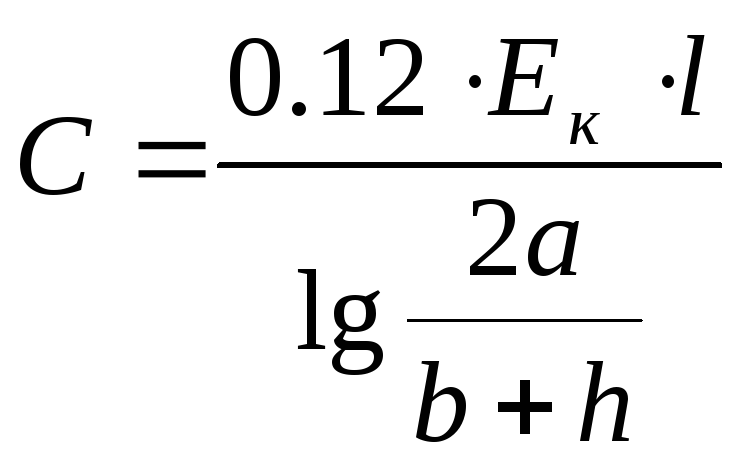 C = 0.12 · Eк · l
lg 2a
b + h